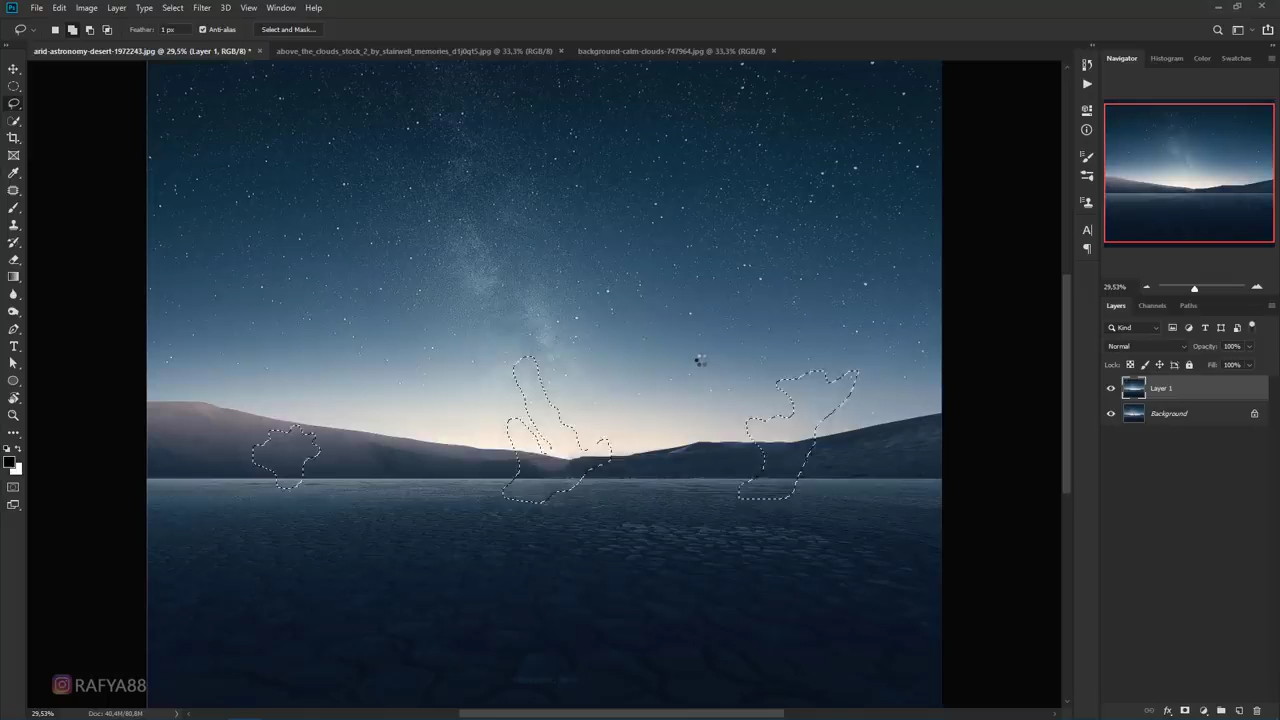 Ps File Edit Image Layer Type Select Filter 3D View Window Help
Feather: 1 px Anti-alias Select and Mask...
arid-astronomy-desert-1972243.jpg @ 29,5% (Layer 1, RGB/8) * × above_the_clouds_stock_2_by_stairwell_memories_d1j0q15.jpg @ 33,3% (RGB/8) × background-calm-clouds-747964.jpg @ 33,3% (RGB/8) ×
Navigator Histogram Color Swatches
29,53%
Layers Channels Paths
Kind
Normal Opacity: 100%
Lock: Fill: 100%
Layer 1
Background
RAFYA88
29,53% Doc: 40,4M/80,8M